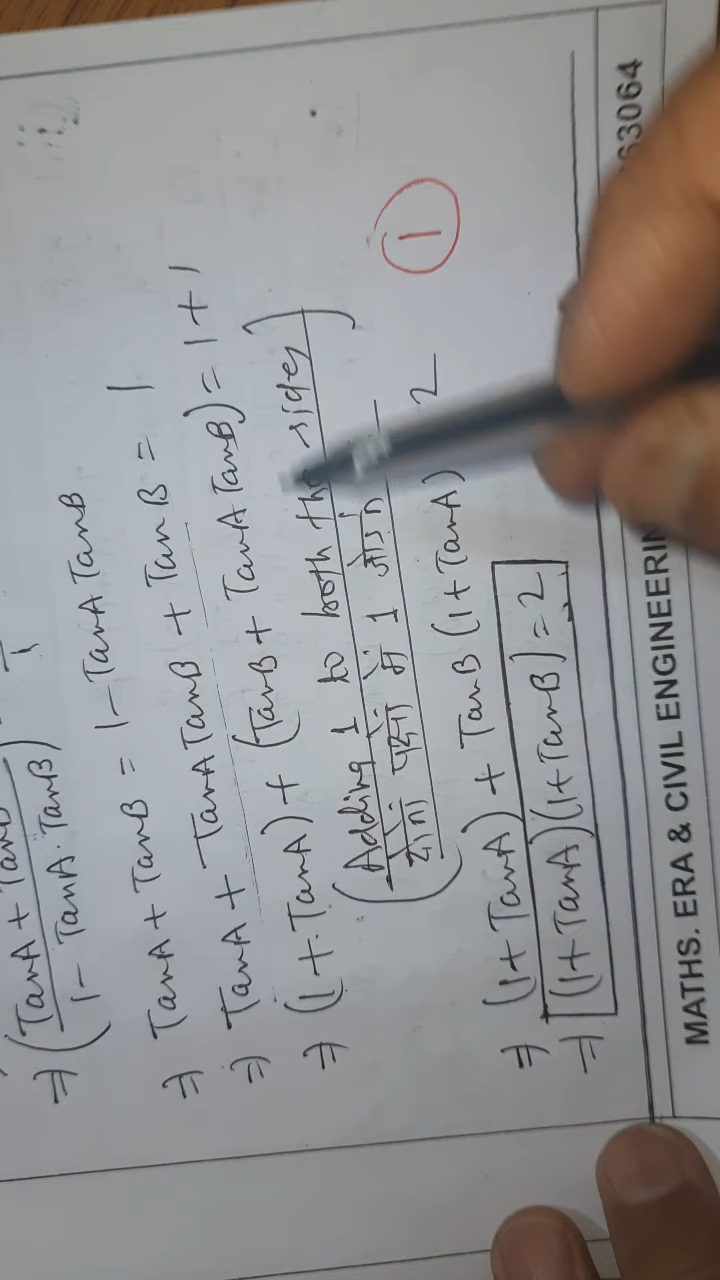 ⇒ (TanA + TanB / 1 - TanA.TanB) = 1/1
⇒ TanA + TanB = 1 - TanA TanB
⇒ TanA + TanA TanB + TanB = 1
⇒ (1 + TanA) + (TanB + TanA TanB) = 1 + 1
(Adding 1 to both the sides)
दोनों पक्षों में 1 जोड़ने
1
⇒ (1 + TanA) + TanB (1 + TanA) 2
⇒ (1 + TanA)(1 + TanB) = 2
MATHS. ERA & CIVIL ENGINEERIN
63064